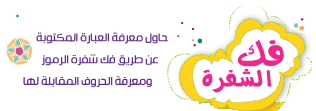 فك
الشفرة
حاول معرفة العبارة المكتوبة
عن طريق فك شفرة الرموز
ومعرفة الحروف المقابلة لها